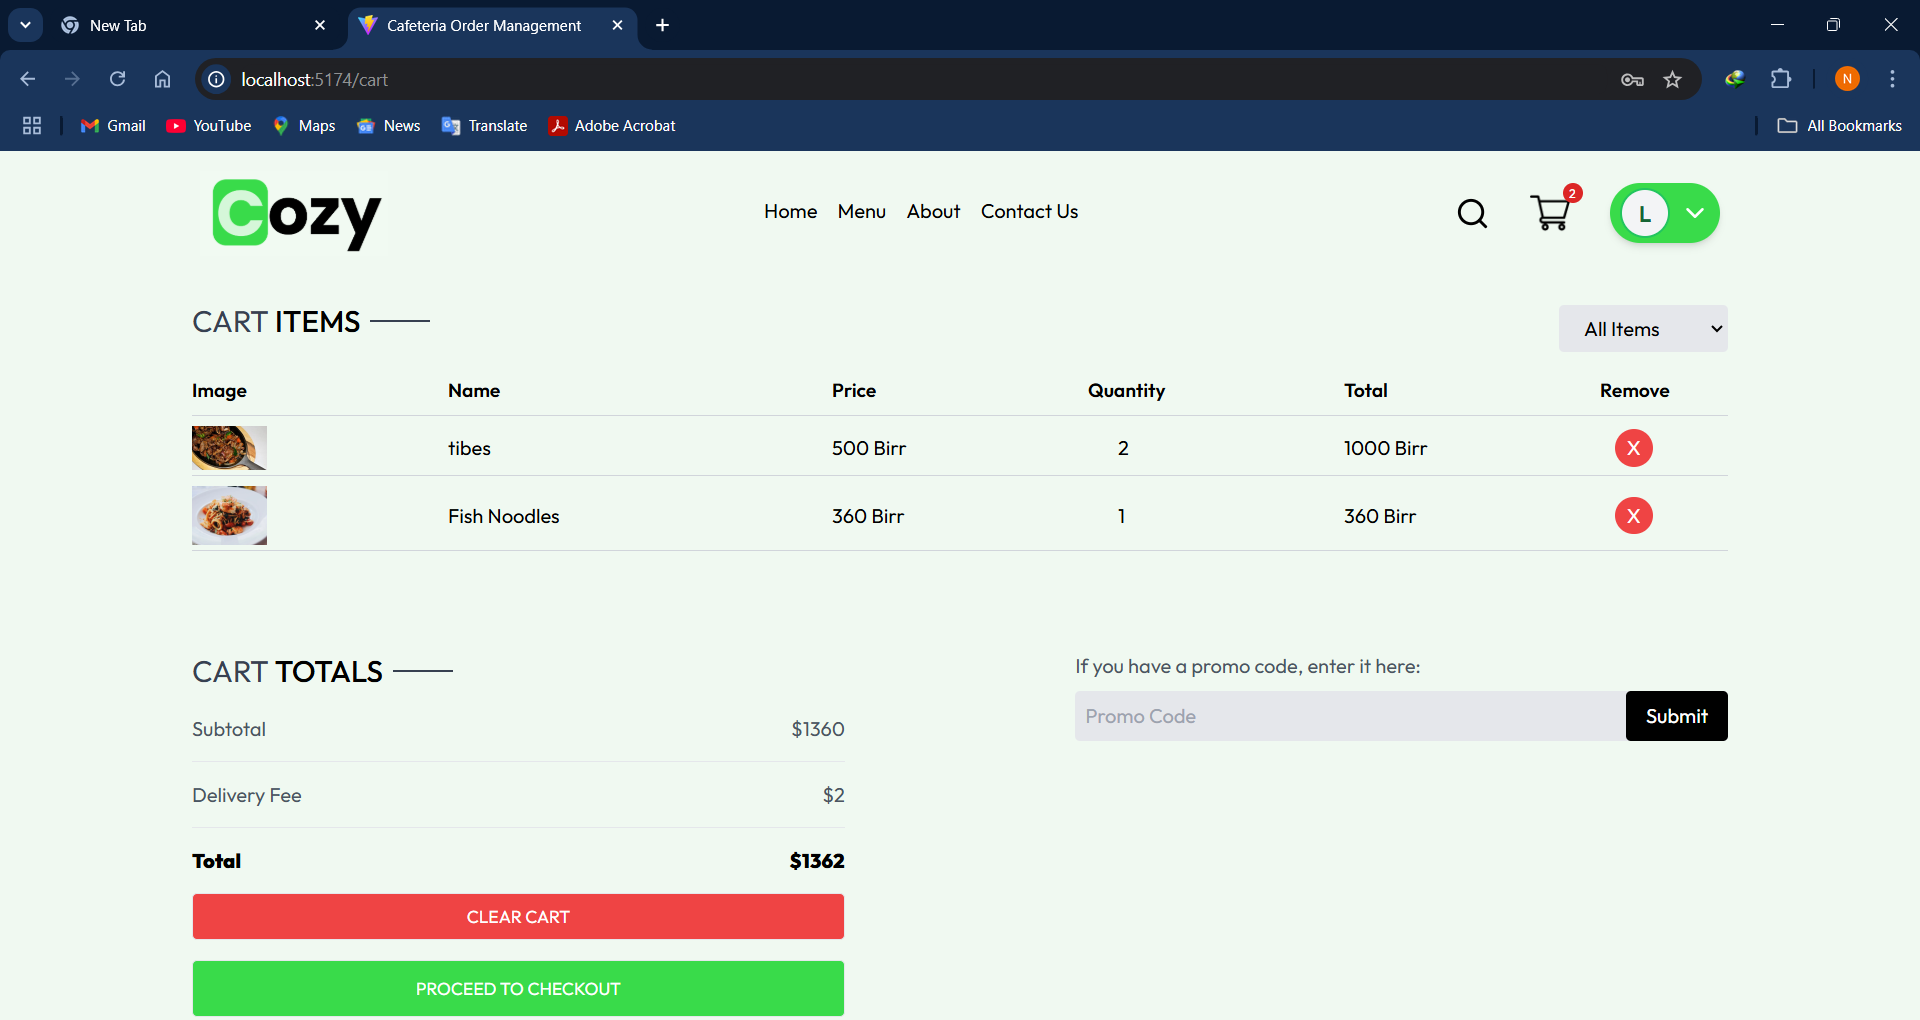 New Tab
Cafeteria Order Management
localhost:5174/cart
N
Gmail YouTube Maps News Translate Adobe Acrobat All Bookmarks
Cozy
Home Menu About Contact Us
2
L
CART ITEMS
All Items
Image Name Price Quantity Total Remove
tibes 500 Birr 2 1000 Birr X
Fish Noodles 360 Birr 1 360 Birr X
CART TOTALS
Subtotal $1360
Delivery Fee $2
Total $1362
CLEAR CART
PROCEED TO CHECKOUT
If you have a promo code, enter it here:
Promo Code
Submit